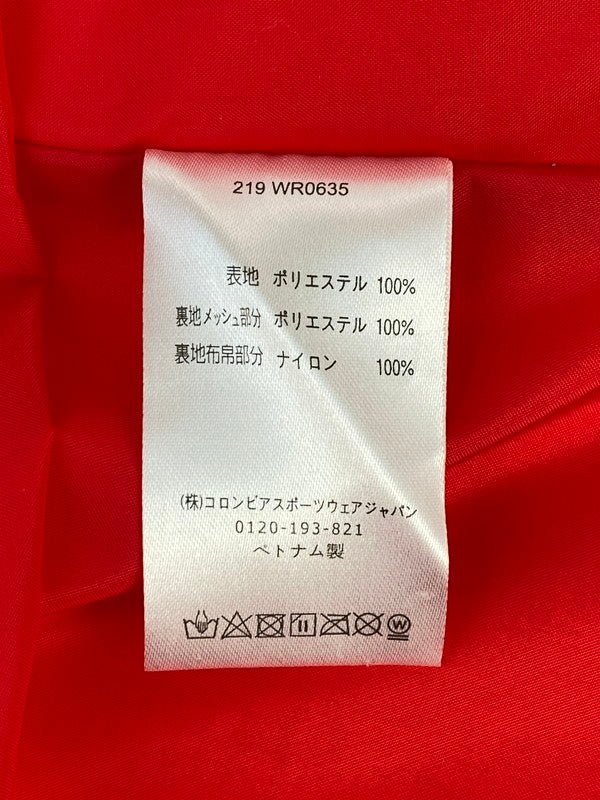 219 WR0635
表地 ポリエステル 100%
裏地メッシュ部分 ポリエステル 100%
裏地布帛部分 ナイロン 100%
(株)コロンビアスポーツウェアジャパン
0120-193-821
ベトナム製
W